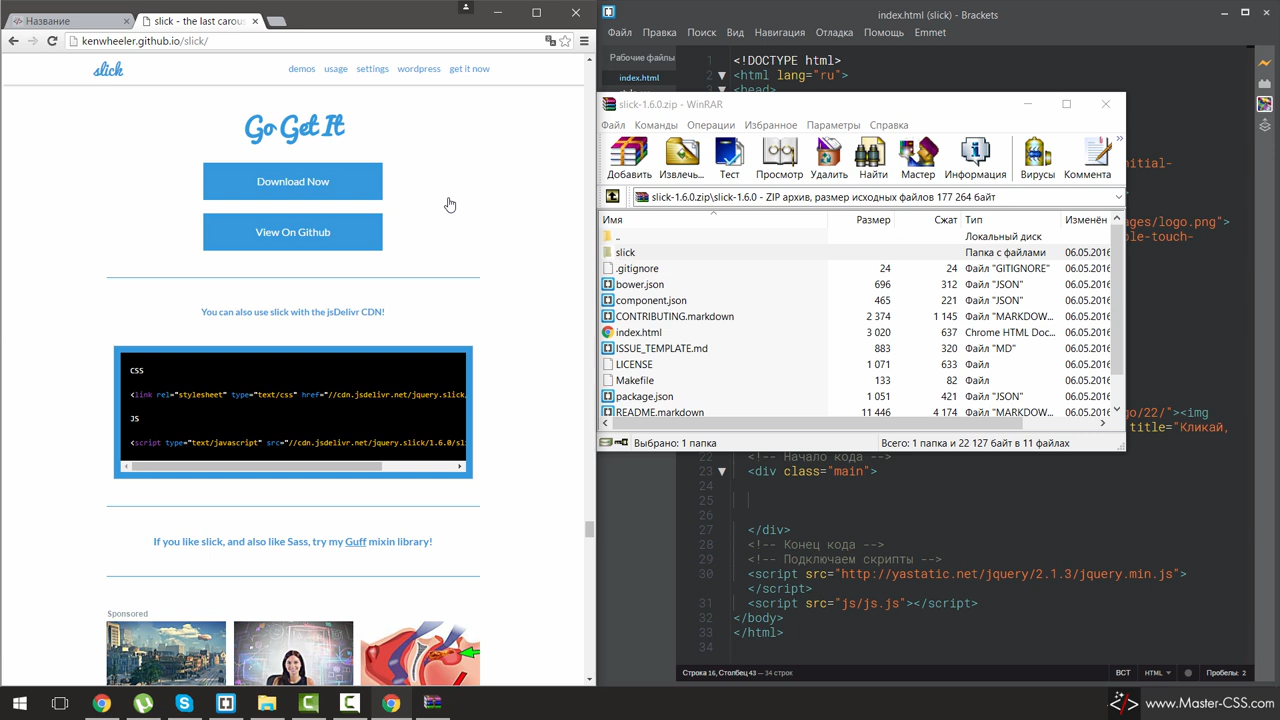 Название
slick - the last carous
kenwheeler.github.io/slick/
slick
demos usage settings wordpress get it now
Go Get It
Download Now
View On Github
You can also use slick with the jsDelivr CDN!
CSS
<link rel="stylesheet" type="text/css" href="//cdn.jsdelivr.net/jquery.slick/
JS
<script type="text/javascript" src="//cdn.jsdelivr.net/jquery.slick/1.6.0/sli
If you like slick, and also like Sass, try my Guff mixin library!
Sponsored
index.html (slick) - Brackets
Файл Правка Поиск Вид Навигация Отладка Помощь Emmet
Рабочие файлы
index.html
1 <!DOCTYPE html>
2 <html lang="ru">
3 <head>
slick-1.6.0.zip - WinRAR
Файл Команды Операции Избранное Параметры Справка
Добавить Извлечь... Тест Просмотр Удалить Найти Мастер Информация Вирусы Коммента
slick-1.6.0.zip\slick-1.6.0 - ZIP архив, размер исходных файлов 177 264 байт
Имя Размер Сжат Тип Изменён
.. Локальный диск
slick Папка с файлами 06.05.2016
.gitignore 24 24 Файл "GITIGNORE" 06.05.2016
bower.json 696 312 Файл "JSON" 06.05.2016
component.json 465 221 Файл "JSON" 06.05.2016
CONTRIBUTING.markdown 2 374 1 145 Файл "MARKDOW... 06.05.2016
index.html 3 020 637 Chrome HTML Doc... 06.05.2016
ISSUE_TEMPLATE.md 883 320 Файл "MD" 06.05.2016
LICENSE 1 071 633 Файл 06.05.2016
Makefile 133 82 Файл 06.05.2016
package.json 1 051 421 Файл "JSON" 06.05.2016
README.markdown 11 446 4 174 Файл "MARKDOW... 06.05.2016
Выбрано: 1 папка
Всего: 1 папка и 22 127 байт в 11 файлах
nitial-
ages/logo.png">
ple-touch-
go/22/"><img
title="Кликай,
22 <!-- Начало кода -->
23 <div class="main">
24
25
26
27 </div>
28 <!-- Конец кода -->
29 <!-- Подключаем скрипты -->
30 <script src="http://yastatic.net/jquery/2.1.3/jquery.min.js">
</script>
31 <script src="js/js.js"></script>
32 </body>
33 </html>
34
Строка 16, Столбец 43 — 34 строк
ВСТ HTML Пробелы: 2
www.Master-CSS.com